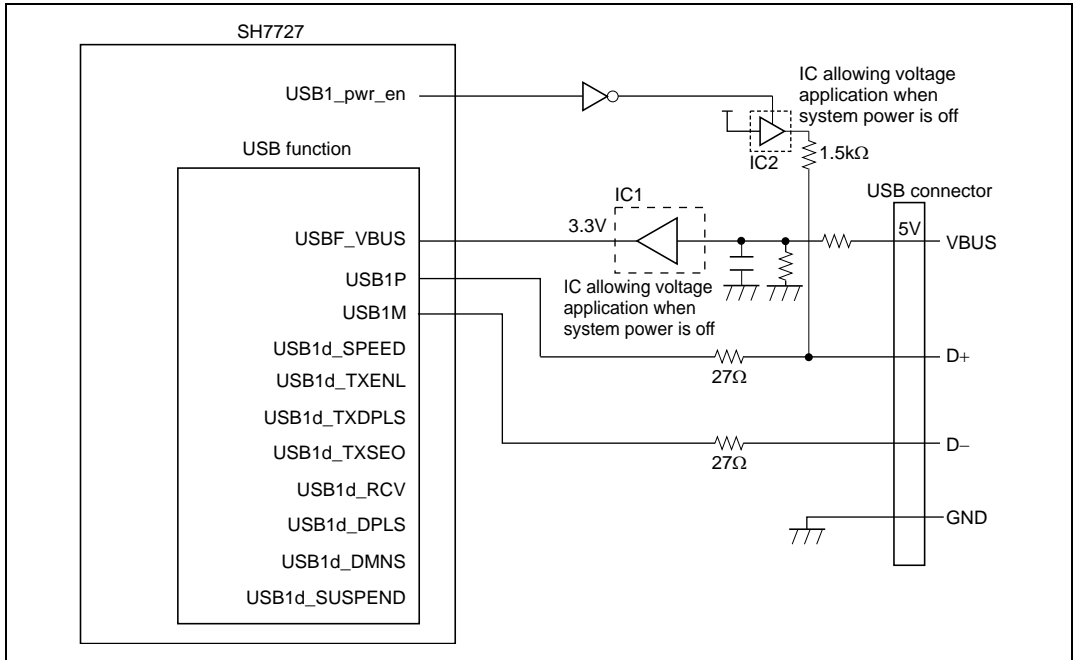 SH7727
USB1_pwr_en
IC allowing voltage
application when
system power is off
IC2
1.5kΩ
USB function
USB connector
IC1
5V
3.3V
USBF_VBUS
VBUS
IC allowing voltage
application when
system power is off
USB1P
USB1M
USB1d_SPEED
27Ω
D+
USB1d_TXENL
USB1d_TXDPLS
USB1d_TXSEO
27Ω
D−
USB1d_RCV
USB1d_DPLS
GND
USB1d_DMNS
USB1d_SUSPEND